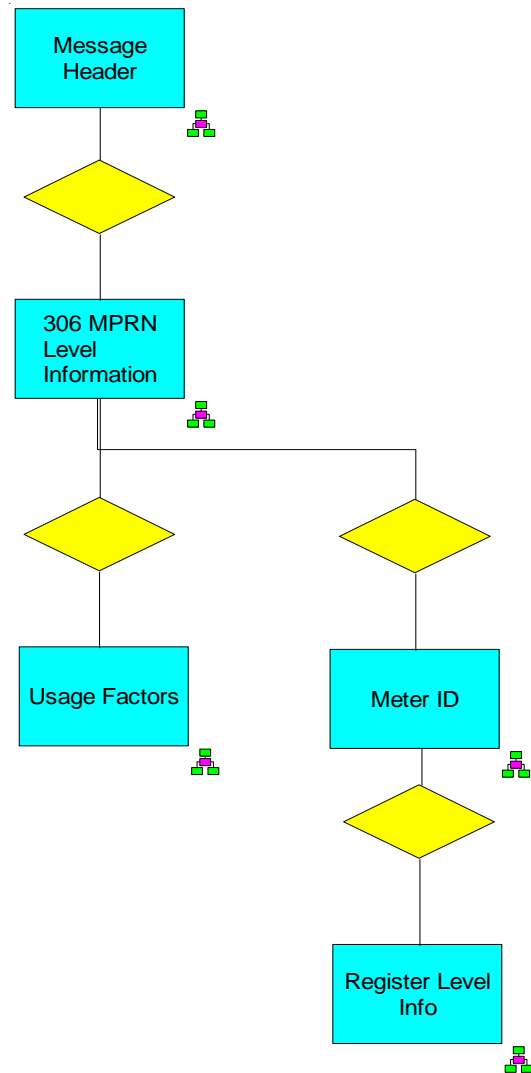 Message
Header
306 MPRN
Level
Information
Usage Factors
Meter ID
Register Level
Info